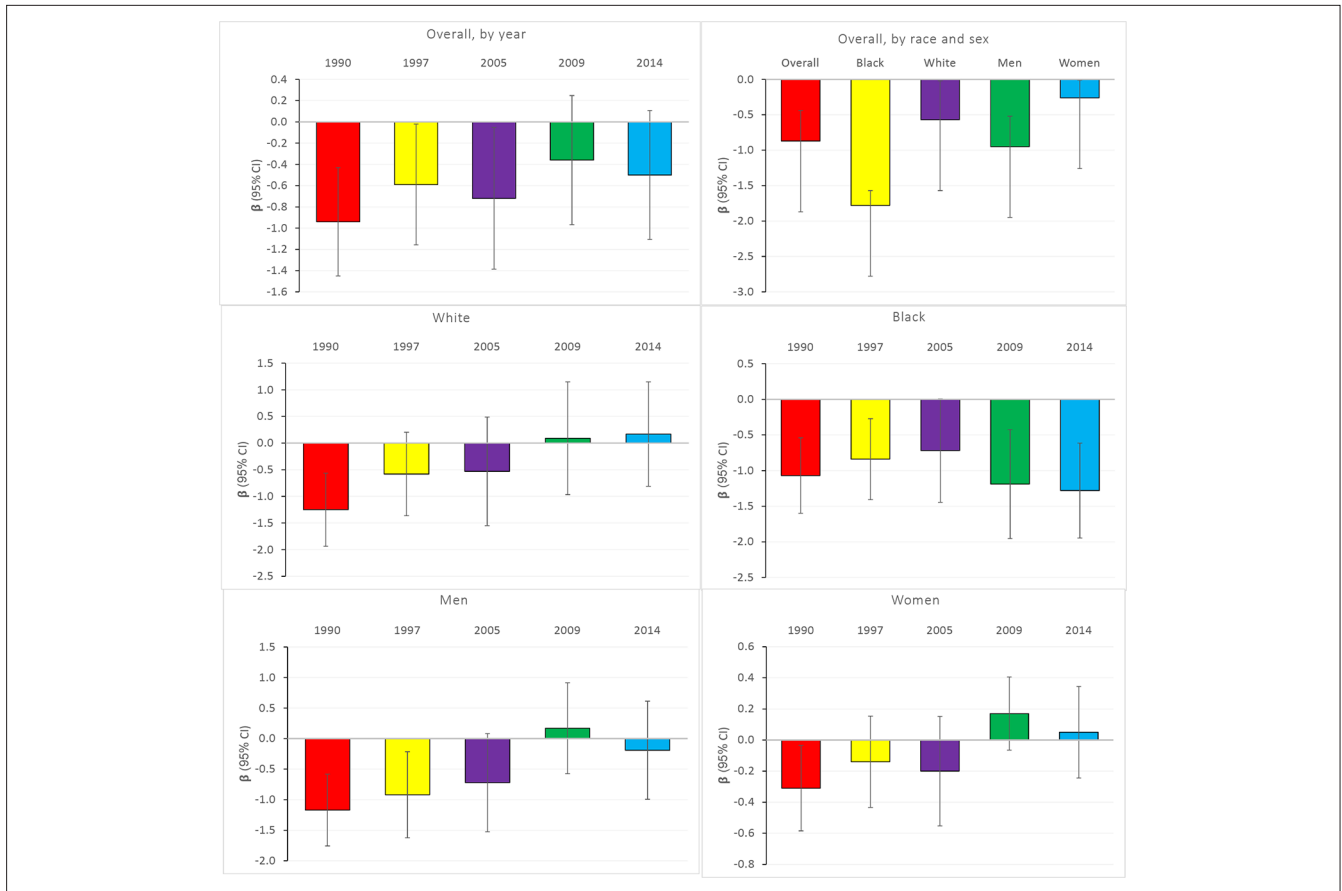 Overall, by year
1990 1997 2005 2009 2014
0.4
0.2
0.0
-0.2
-0.4
-0.6
-0.8
-1.0
-1.2
-1.4
-1.6
β (95% CI)
Overall, by race and sex
Overall Black White Men Women
0.0
-0.5
-1.0
-1.5
-2.0
-2.5
-3.0
β (95% CI)
White
1990 1997 2005 2009 2014
1.5
1.0
0.5
0.0
-0.5
-1.0
-1.5
-2.0
-2.5
β (95% CI)
Black
1990 1997 2005 2009 2014
0.5
0.0
-0.5
-1.0
-1.5
-2.0
-2.5
β (95% CI)
Men
1990 1997 2005 2009 2014
1.5
1.0
0.5
0.0
-0.5
-1.0
-1.5
-2.0
β (95% CI)
Women
1990 1997 2005 2009 2014
0.6
0.4
0.2
0.0
-0.2
-0.4
-0.6
-0.8
β (95% CI)